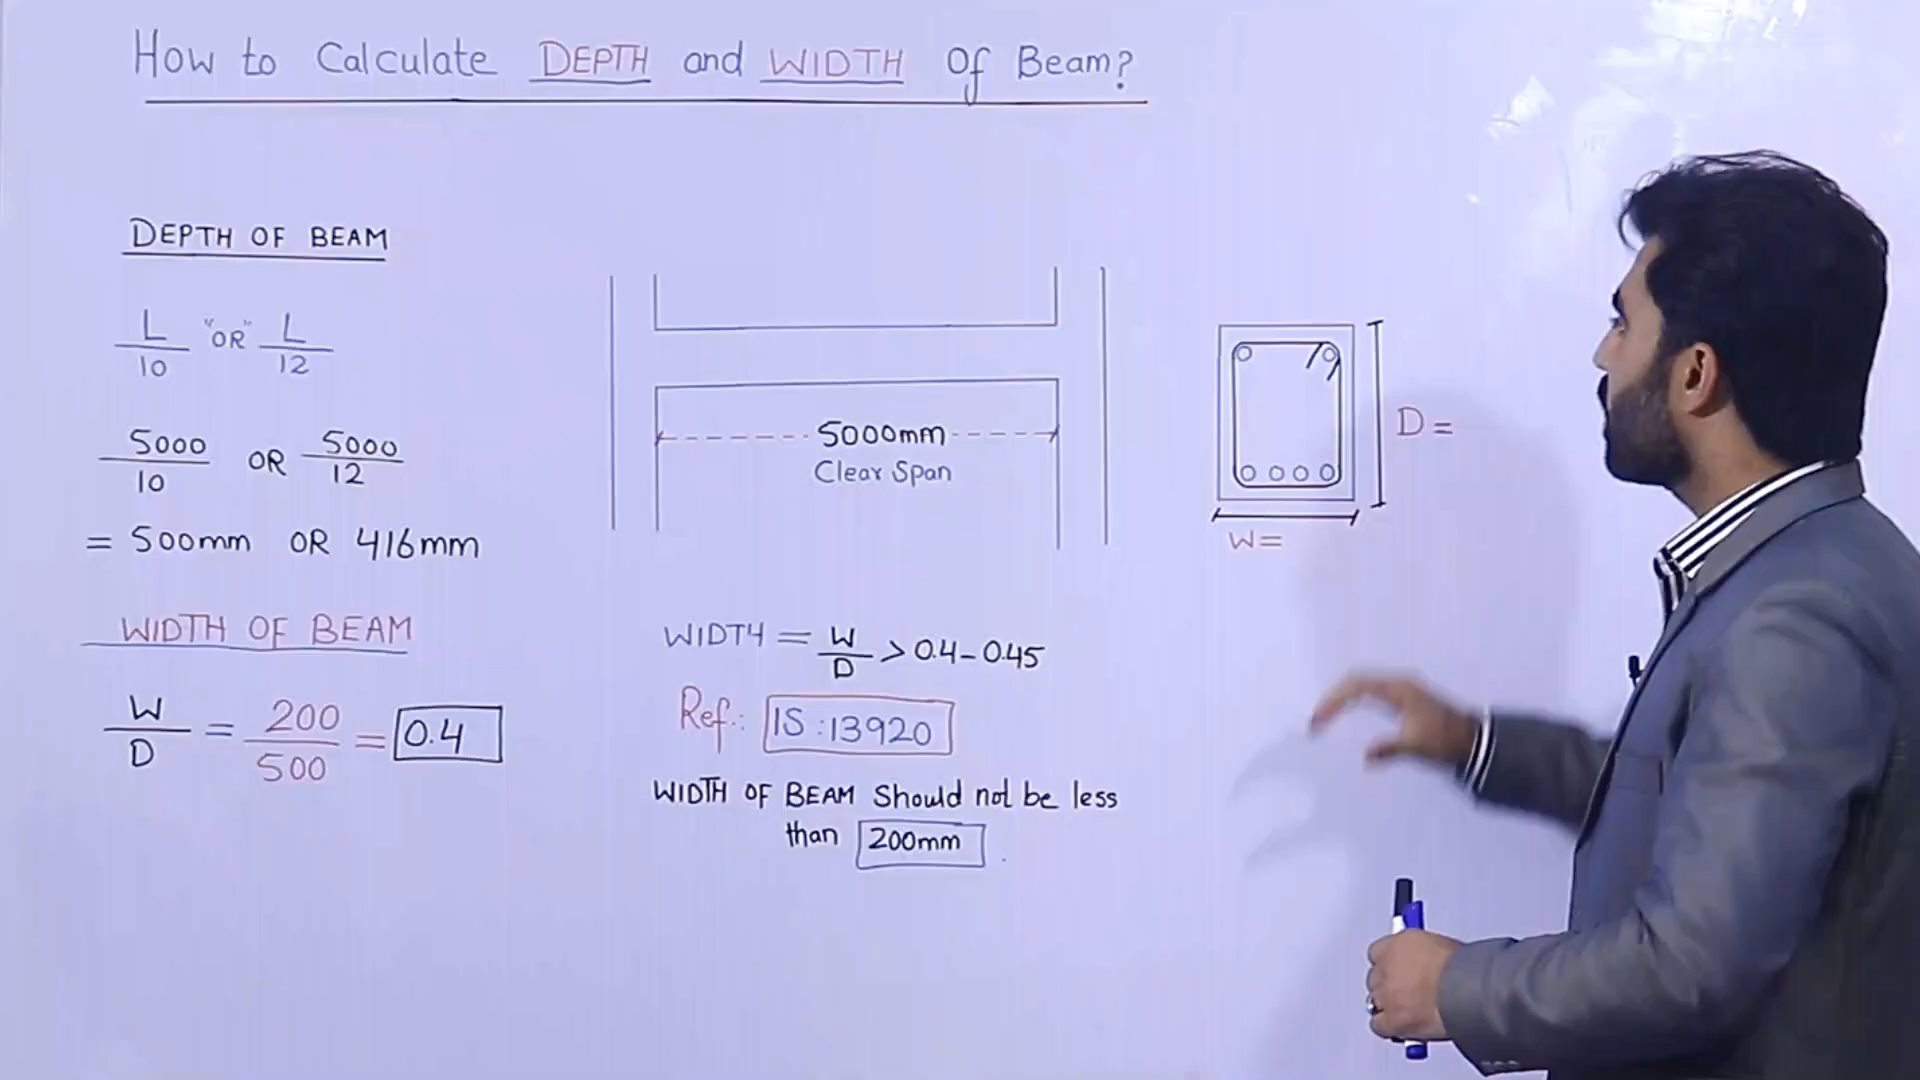 How to Calculate DEPTH and WIDTH Of Beam?
DEPTH OF BEAM
L/10 "OR" L/12
5000/10 OR 5000/12
= 500mm OR 416mm
WIDTH OF BEAM
W/D = 200/500 = 0.4
5000mm
Clear Span
D=
W=
WIDTH = W/D > 0.4-0.45
Ref.: IS:13920
WIDTH OF BEAM Should not be less
than 200mm.